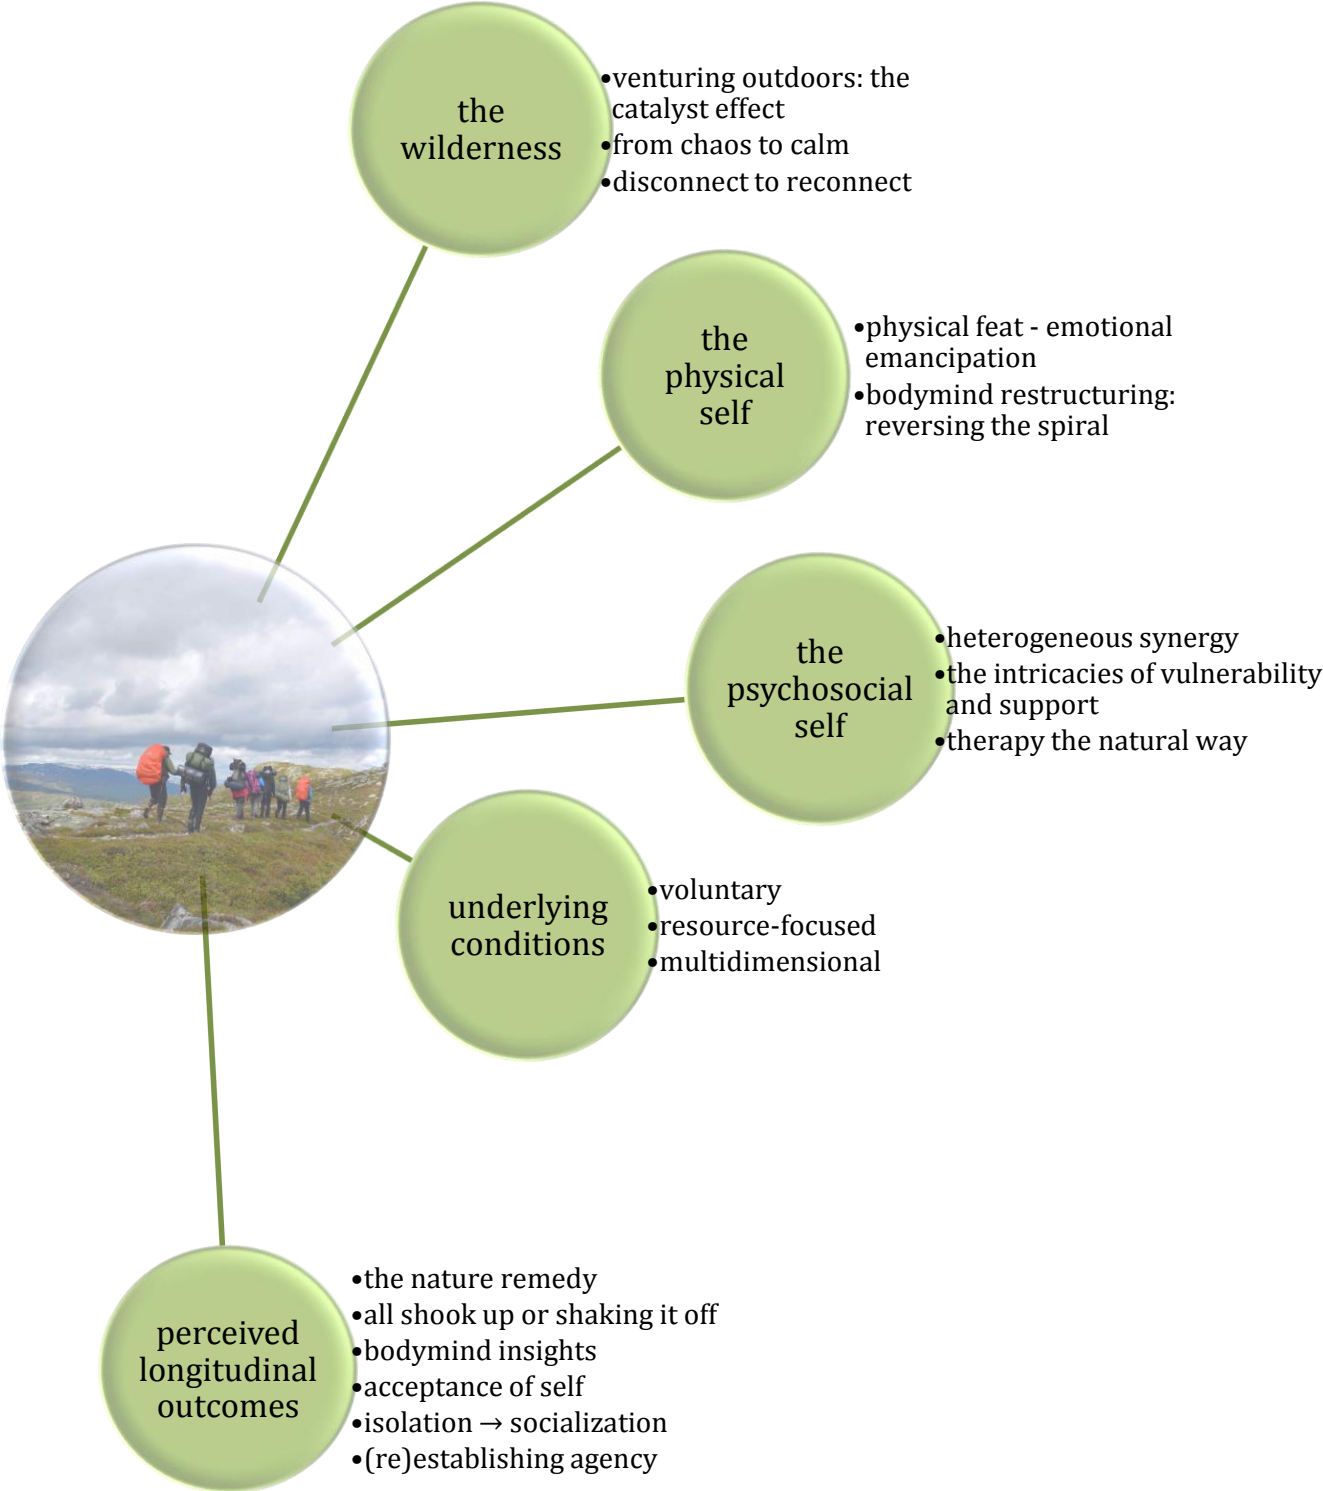 the
wilderness
•venturing outdoors: the
catalyst effect
•from chaos to calm
•disconnect to reconnect
the
physical
self
•physical feat - emotional
emancipation
•bodymind restructuring:
reversing the spiral
the
psychosocial
self
•heterogeneous synergy
•the intricacies of vulnerability
and support
•therapy the natural way
underlying
conditions
•voluntary
•resource-focused
•multidimensional
perceived
longitudinal
outcomes
•the nature remedy
•all shook up or shaking it off
•bodymind insights
•acceptance of self
•isolation → socialization
•(re)establishing agency